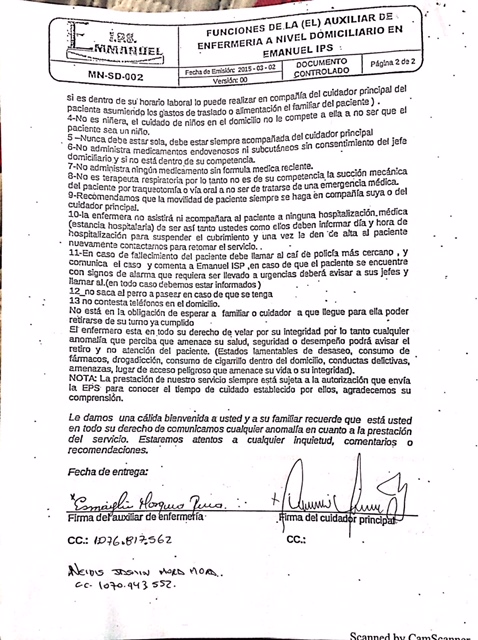 I.P.S.
EMMANUEL
MN-SD-002
FUNCIONES DE LA (EL) AUXILIAR DE
ENFERMERIA A NIVEL DOMICILIARIO EN
EMANUEL IPS
Fecha de Emisión: 2015 - 03 - 02
Versión: 00
DOCUMENTO
CONTROLADO
Página 2 de 2
si es dentro de su horario laboral lo puede realizar en compañía del cuidador principal del
paciente asumiendo los gastos de traslado o alimentación el familiar del paciente ).
4-No es niñera, el cuidado de niños en el domicilio no le compete a ella a no ser que el
paciente sea un niño.
5 –Nunca debe estar sola, debe estar siempre acompañada del cuidador principal
6-No administra medicamentos endovenosos ni subcutáneos sin consentimiento del jefe
domiciliario y si no está dentro de su competencia.
7-No administra ningún medicamento sin formula medica reciente.
8-No es terapeuta respiratoria por lo tanto no es de su competencia la succión mecánica
del paciente por traqueotomía o vía oral a no ser de tratarse de una emergencia médica.
9-Recomendamos que la movilidad de paciente siempre se haga en compañía suya o del
cuidador principal.
10-la enfermera no asistirá ni acompañara al paciente a ninguna hospitalización médica
(estancia hospitalaria) de ser así tanto ustedes como ellos deben informar día y hora de
hospitalización para suspender el cubrimiento y una vez le den de alta al paciente
nuevamente contactarnos para retomar el servicio. .
11-En caso de fallecimiento del paciente debe llamar al caí de policía más cercano , y
comunica el caso y comenta a Emanuel ISP ,en caso de que el paciente se encuentre
con signos de alarma que requiera ser llevado a urgencias deberá avisar a sus jefes y
llamar al.(en todo caso debemos estar informados )
12_no saca el perro a pasear en caso de que se tenga
13 no contesta teléfonos en el domicilio.
No está en la obligación de esperar a familiar o cuidador a que llegue para ella poder
retirarse de su turno ya cumplido
El enfermero esta en todo su derecho de velar por su integridad por lo tanto cualquier
anomalía que perciba que amenace su salud, seguridad o desempeño podrá avisar el
retiro y no atención del paciente. (Estados lamentables de desaseo, consumo de
fármacos, drogadicción, consumo de cigarrillo dentro del domicilio, conductas delictivas,
amenazas, lugar de acceso peligroso que amenace su vida o su integridad).
NOTA: La prestación de nuestro servicio siempre está sujeta a la autorización que envía
la EPS para conocer el tiempo de cuidado establecido por ellos, agradecemos su
comprensión.
Le damos una cálida bienvenida a usted y a su familiar recuerde que está usted
en todo su derecho de comunicarnos cualquier anomalía en cuanto a la prestación
del servicio. Estaremos atentos a cualquier inquietud, comentarios o
recomendaciones.
Fecha de entrega:
Firma del auxiliar de enfermería
Firma del cuidador principal
CC.: 1076.817.562
CC.:
CC. 1070.943 552.
Scanned by CamScanner